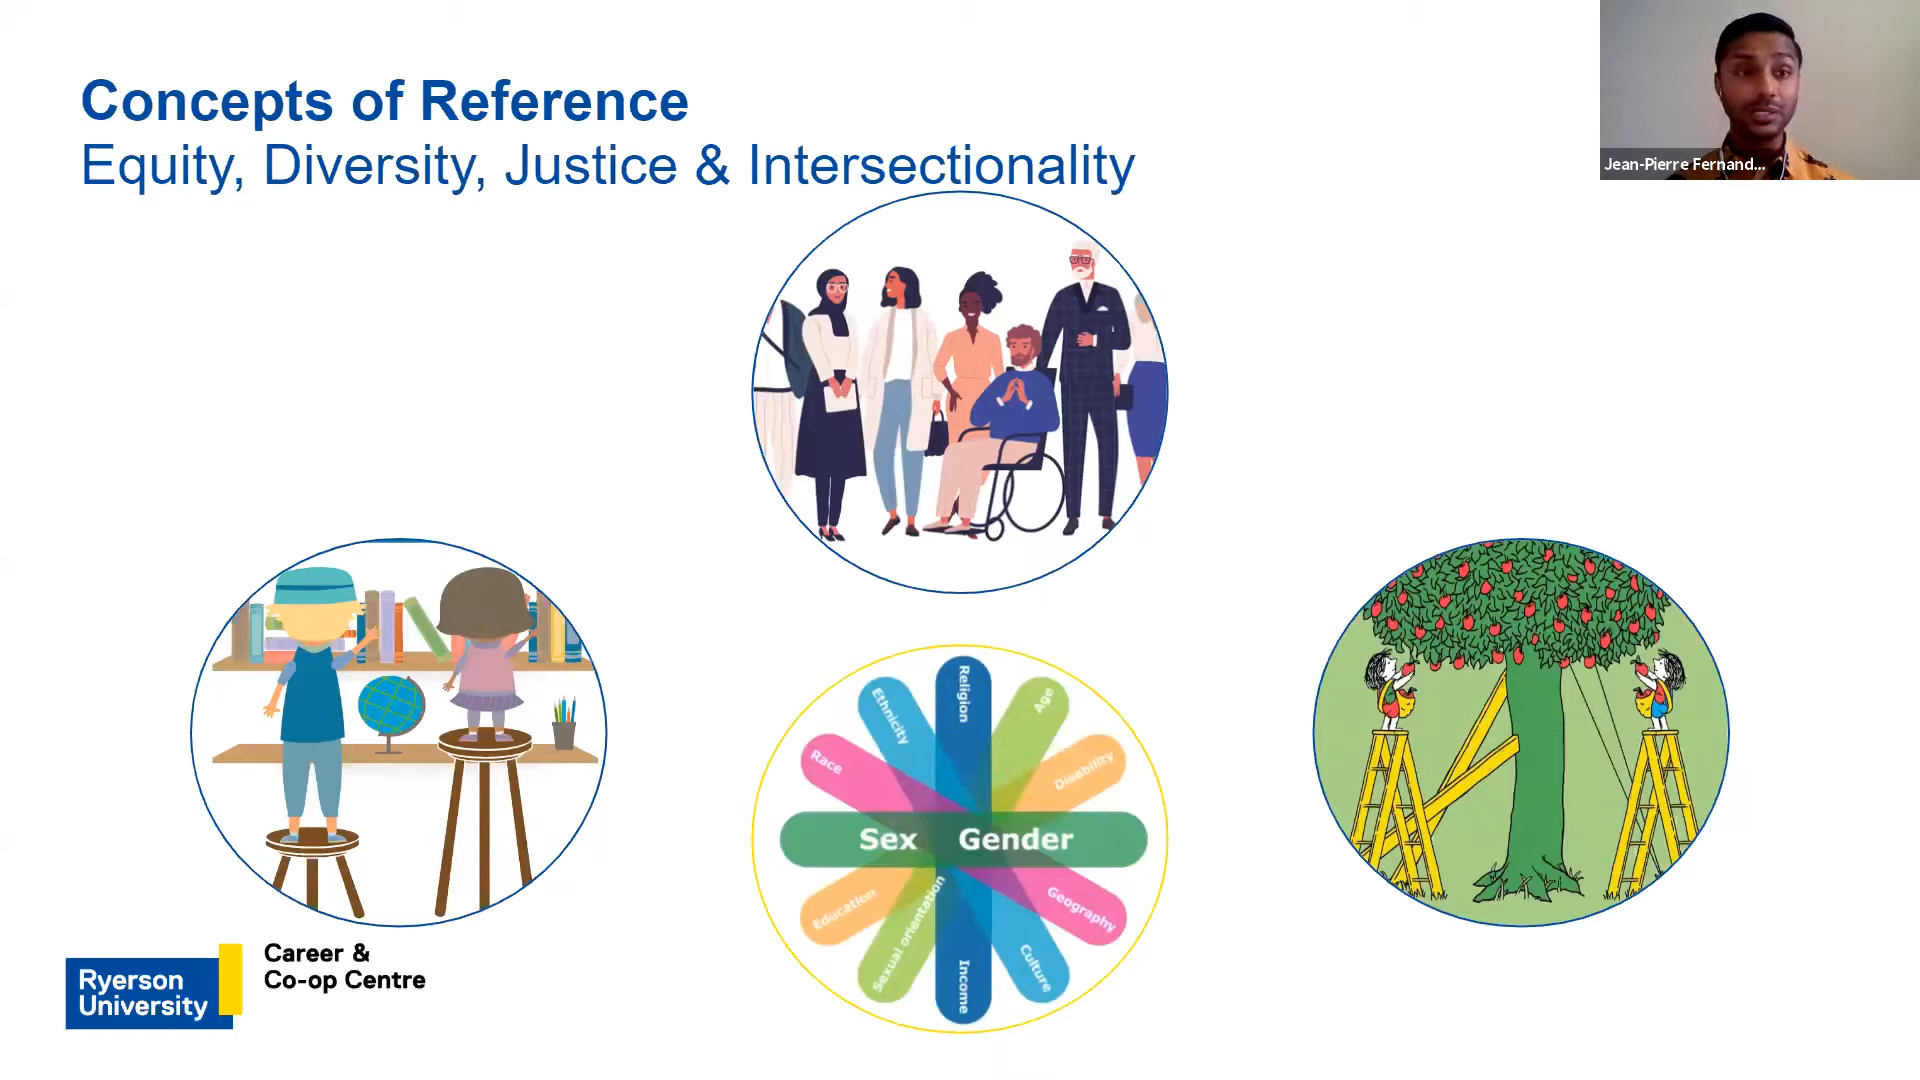 Concepts of Reference
Equity, Diversity, Justice & Intersectionality
Jean-Pierre Fernand...
Religion
Ethnicity
Age
Race
Disability
Sex Gender
Education
Geography
Sexual orientation
Culture
Income
Ryerson
University
Career &
Co-op Centre